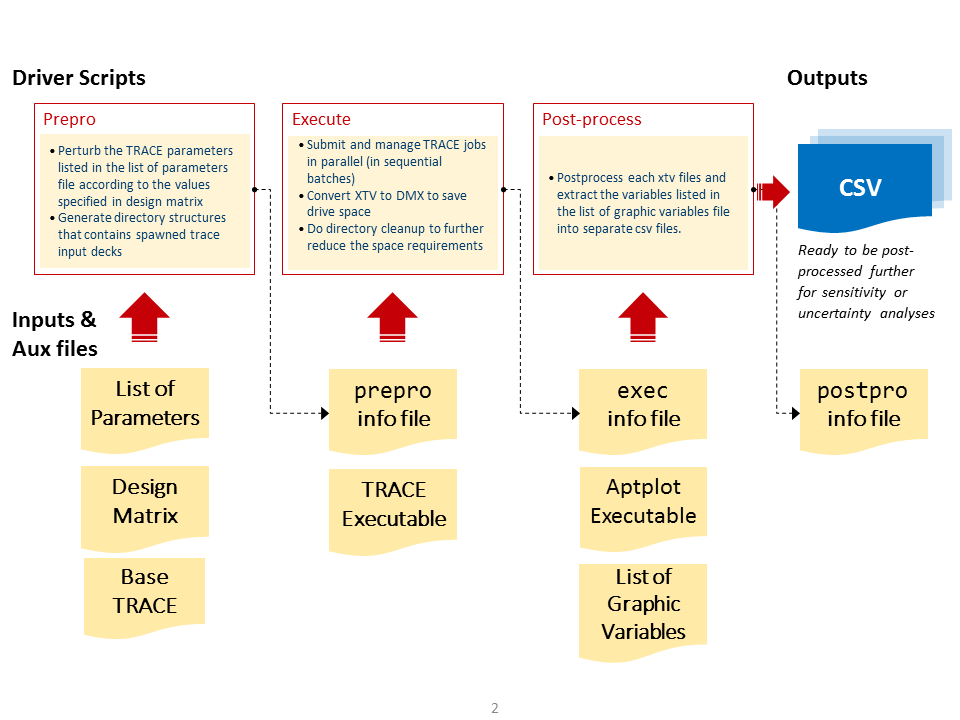 Driver Scripts
Outputs
Prepro
• Perturb the TRACE parameters
listed in the list of parameters
file according to the values
specified in design matrix
• Generate directory structures
that contains spawned trace
input decks
Execute
• Submit and manage TRACE jobs
in parallel (in sequential
batches)
• Convert XTV to DMX to save
drive space
• Do directory cleanup to further
reduce the space requirements
Post-process
• Postprocess each xtv files and
extract the variables listed in
the list of graphic variables file
into separate csv files.
CSV
Ready to be post-
processed further
for sensitivity or
uncertainty analyses
Inputs &
Aux files
List of
Parameters
Design
Matrix
Base
TRACE
prepro
info file
TRACE
Executable
exec
info file
Aptplot
Executable
List of
Graphic
Variables
postpro
info file
2